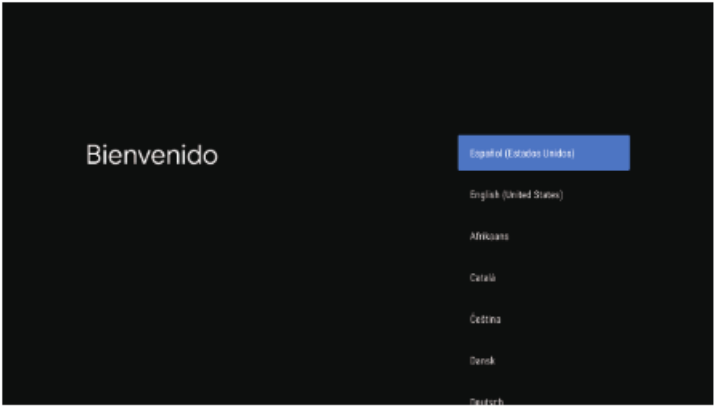 Bienvenido
Español (Estados Unidos)
English (United States)
Afrikaans
Català
Čeština
Dansk
Deutsch